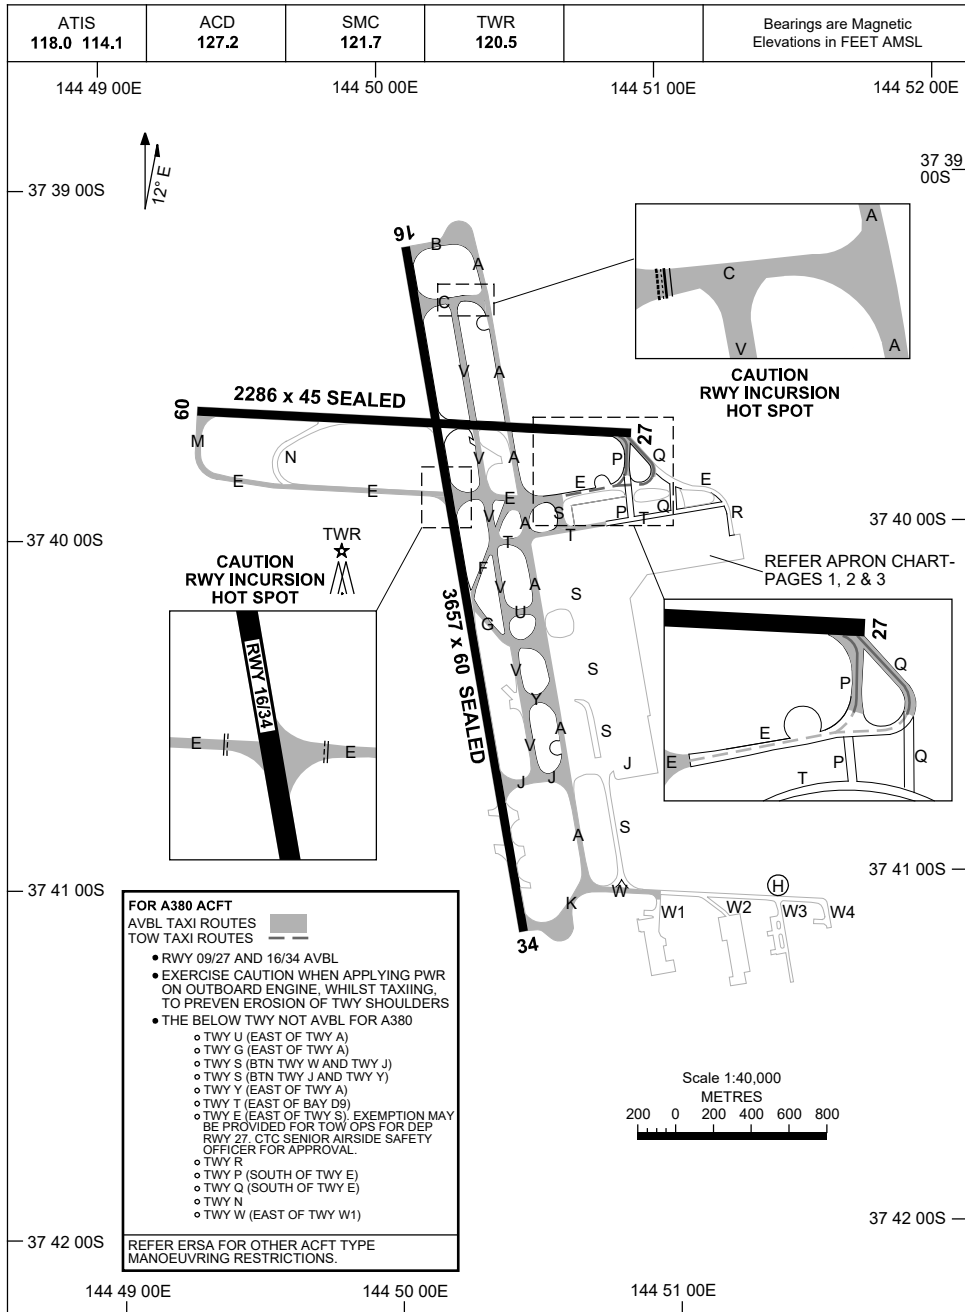 ATIS
118.0 114.1
ACD
127.2
SMC
121.7
TWR
120.5
Bearings are Magnetic
Elevations in FEET AMSL
144 49 00E
144 50 00E
144 51 00E
144 52 00E
37 39 00S
37 39
00S
12° E
16
B
A
C
A
V
2286 x 45 SEALED
09
27
M
N
E
E
V
A
E
V
A
S
T
P
Q
E
E
P
T
Q
R
T
A
C
V
A
CAUTION
RWY INCURSION
HOT SPOT
37 40 00S
37 40 00S
TWR
CAUTION
RWY INCURSION
HOT SPOT
REFER APRON CHART-
PAGES 1, 2 & 3
F
V
A
G
U
S
3657 x 60 SEALED
V
S
Y
A
V
S
J
J
J
A
S
RWY 16/34
E
E
27
P
Q
E
E
P
Q
T
37 41 00S
37 41 00S
K
W
H
W1
W2
W3
W4
34
FOR A380 ACFT
AVBL TAXI ROUTES
TOW TAXI ROUTES
• RWY 09/27 AND 16/34 AVBL
• EXERCISE CAUTION WHEN APPLYING PWR
ON OUTBOARD ENGINE, WHILST TAXIING,
TO PREVEN EROSION OF TWY SHOULDERS
• THE BELOW TWY NOT AVBL FOR A380
o TWY U (EAST OF TWY A)
o TWY G (EAST OF TWY A)
o TWY S (BTN TWY W AND TWY J)
o TWY S (BTN TWY J AND TWY Y)
o TWY Y (EAST OF TWY A)
o TWY T (EAST OF BAY D9)
o TWY E (EAST OF TWY S). EXEMPTION MAY
BE PROVIDED FOR TOW OPS FOR DEP
RWY 27. CTC SENIOR AIRSIDE SAFETY
OFFICER FOR APPROVAL.
o TWY R
o TWY P (SOUTH OF TWY E)
o TWY Q (SOUTH OF TWY E)
o TWY N
o TWY W (EAST OF TWY W1)
REFER ERSA FOR OTHER ACFT TYPE
MANOEUVRING RESTRICTIONS.
Scale 1:40,000
METRES
200 0 200 400 600 800
37 42 00S
37 42 00S
144 49 00E
144 50 00E
144 51 00E